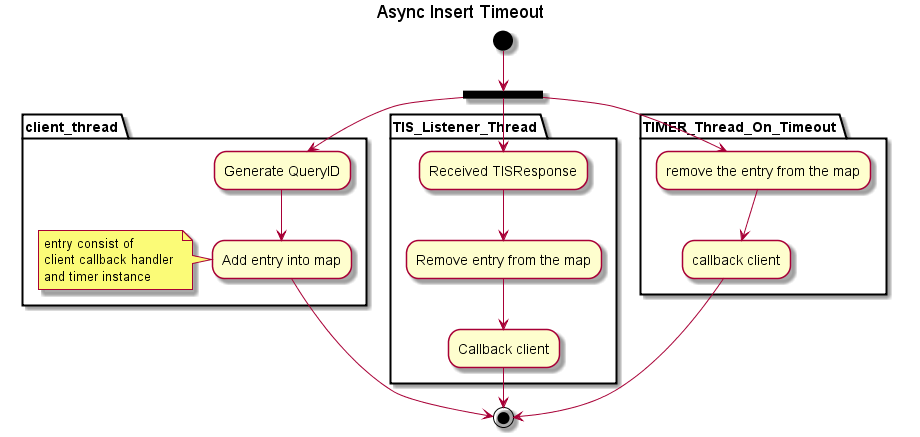 Async Insert Timeout
client_thread
Generate QueryID
entry consist of
client callback handler
and timer instance
Add entry into map
TIS_Listener_Thread
Received TISResponse
Remove entry from the map
Callback client
TIMER_Thread_On_Timeout
remove the entry from the map
callback client